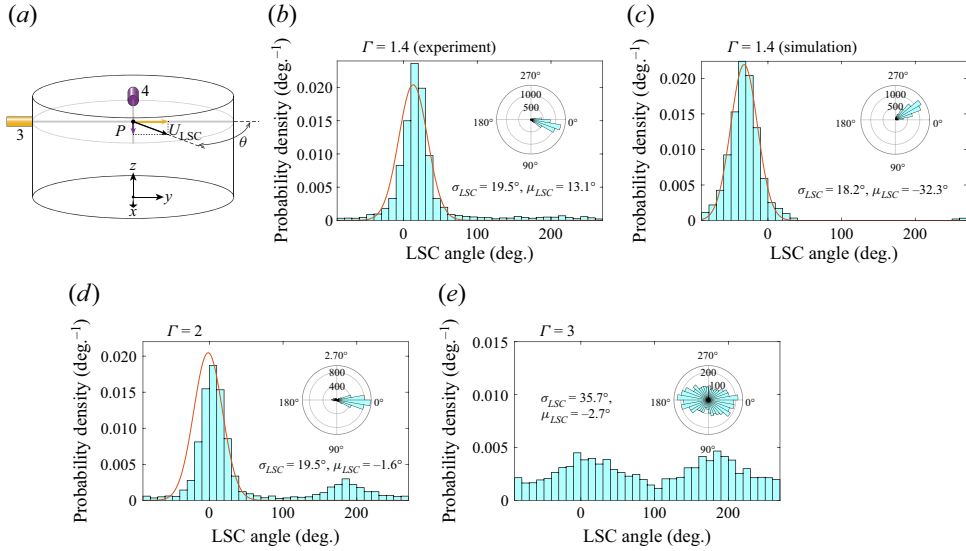 (a)
4
3
P
U_LSC
θ
z
x
y
(b)
Γ = 1.4 (experiment)
Probability density (deg.⁻¹)
0.020
0.015
0.010
0.005
0
0
100
200
LSC angle (deg.)
270°
1000
500
180°
0°
90°
σ_LSC = 19.5°, μ_LSC = 13.1°
(c)
Γ = 1.4 (simulation)
Probability density (deg.⁻¹)
0.020
0.015
0.010
0.005
0
0
100
200
LSC angle (deg.)
270°
1000
500
180°
0°
90°
σ_LSC = 18.2°, μ_LSC = –32.3°
(d)
Γ = 2
Probability density (deg.⁻¹)
0.020
0.015
0.010
0.005
0
0
100
200
LSC angle (deg.)
2.70°
800
400
180°
0°
90°
σ_LSC = 19.5°, μ_LSC = –1.6°
(e)
Γ = 3
Probability density (deg.⁻¹)
0.015
0.010
0.005
0
0
100
200
LSC angle (deg.)
270°
200
100
180°
0°
90°
σ_LSC = 35.7°,
μ_LSC = –2.7°